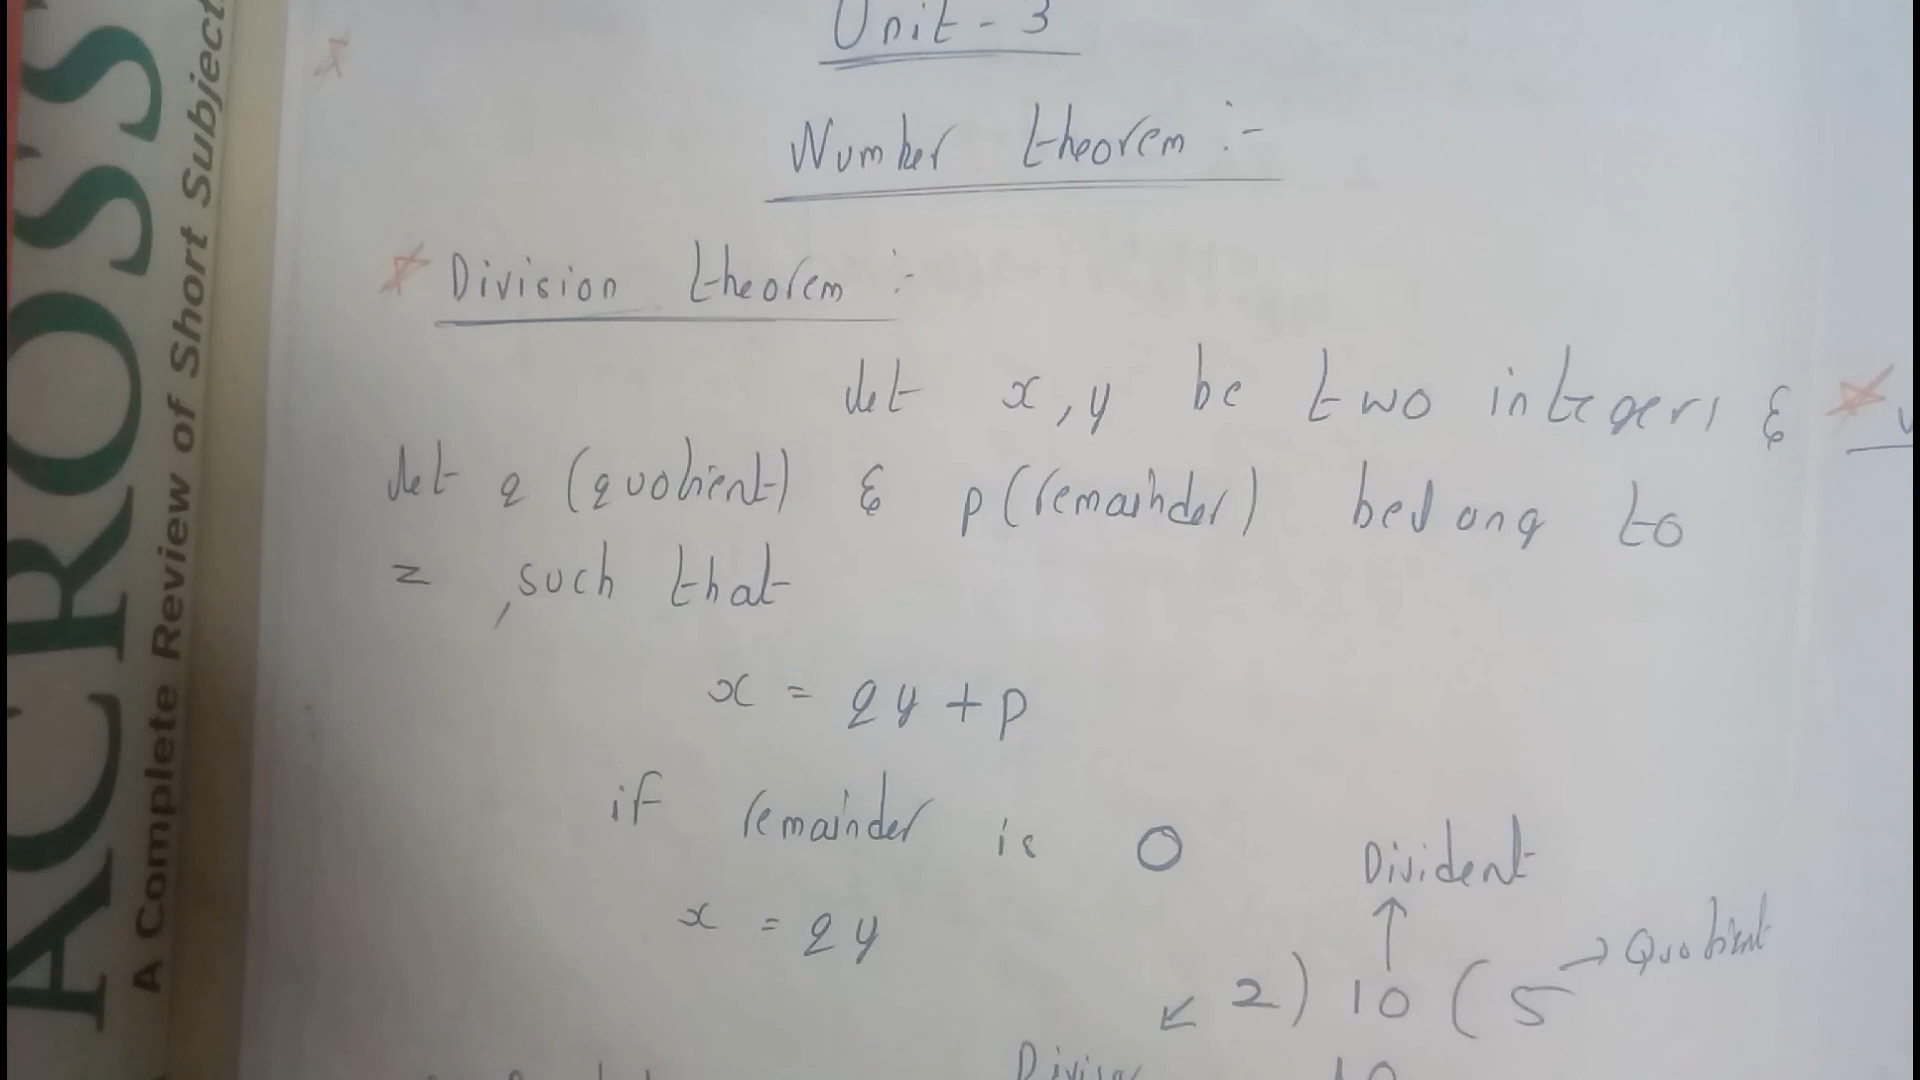 ACROSS
A Complete Review of Short Subject
Unit - 3
Number theorem :-
Division theorem :-
Let x, y be two integers &
let q (quotient) & p (remainder) belong to
z , such that
x = qy + p
if remainder is 0
x = qy
Divident
→ Quotient
2) 10 ( 5
10